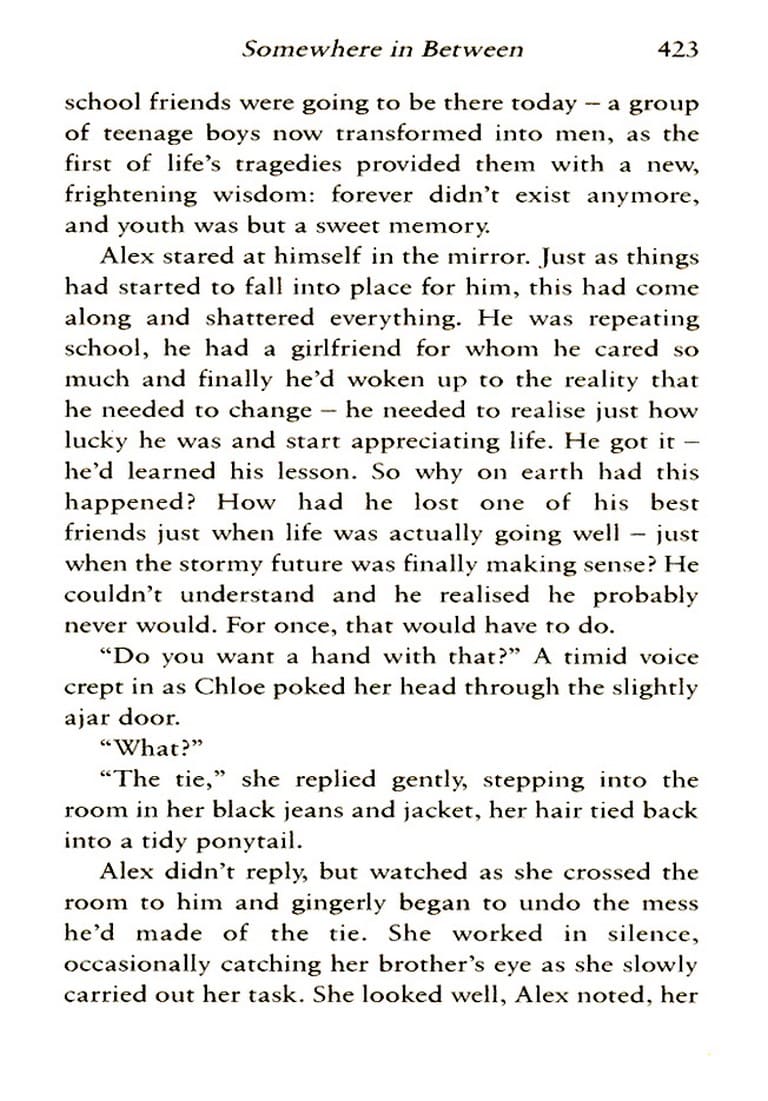 Somewhere in Between 423
school friends were going to be there today – a group
of teenage boys now transformed into men, as the
first of life’s tragedies provided them with a new,
frightening wisdom: forever didn’t exist anymore,
and youth was but a sweet memory.
Alex stared at himself in the mirror. Just as things
had started to fall into place for him, this had come
along and shattered everything. He was repeating
school, he had a girlfriend for whom he cared so
much and finally he’d woken up to the reality that
he needed to change – he needed to realise just how
lucky he was and start appreciating life. He got it –
he’d learned his lesson. So why on earth had this
happened? How had he lost one of his best
friends just when life was actually going well – just
when the stormy future was finally making sense? He
couldn’t understand and he realised he probably
never would. For once, that would have to do.
“Do you want a hand with that?” A timid voice
crept in as Chloe poked her head through the slightly
ajar door.
“What?”
“The tie,” she replied gently, stepping into the
room in her black jeans and jacket, her hair tied back
into a tidy ponytail.
Alex didn’t reply, but watched as she crossed the
room to him and gingerly began to undo the mess
he’d made of the tie. She worked in silence,
occasionally catching her brother’s eye as she slowly
carried out her task. She looked well, Alex noted, her